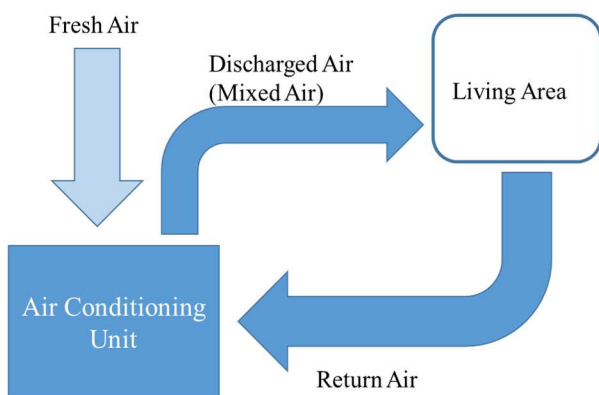 Fresh Air
Discharged Air
(Mixed Air)
Living Area
Air Conditioning
Unit
Return Air